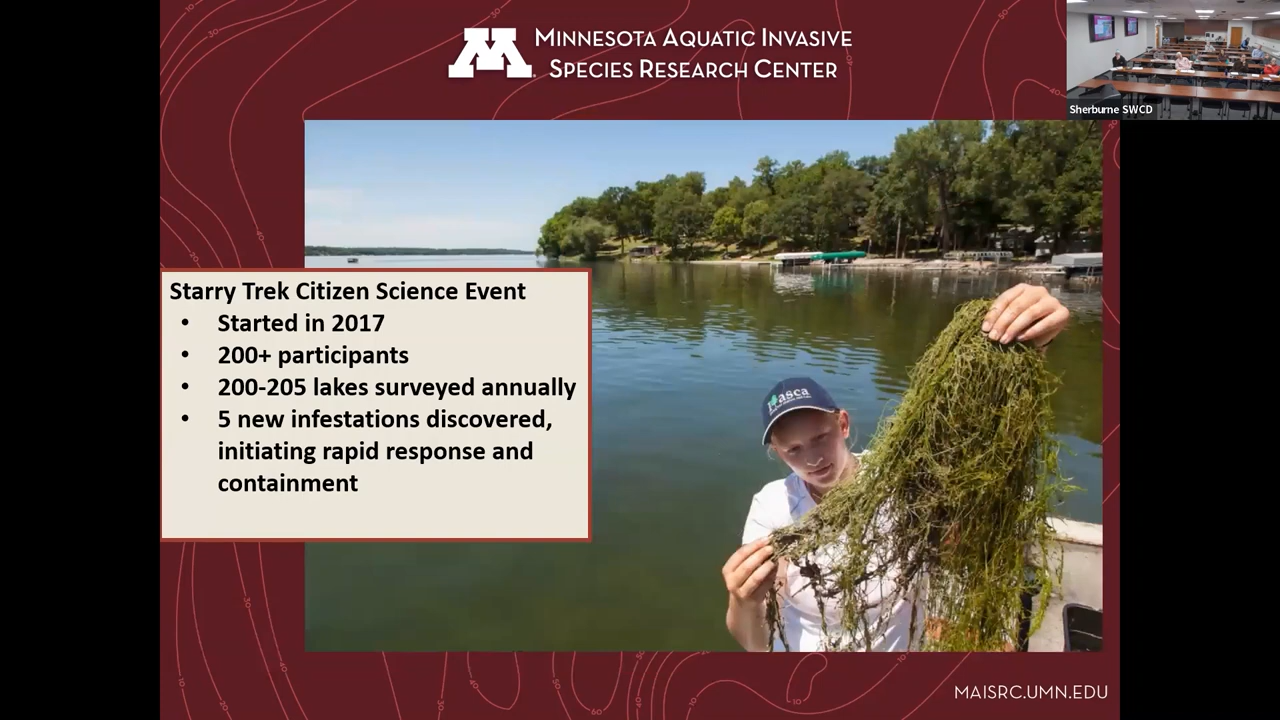 M
MINNESOTA AQUATIC INVASIVE
SPECIES RESEARCH CENTER
Sherburne SWCD
Starry Trek Citizen Science Event
• Started in 2017
• 200+ participants
• 200-205 lakes surveyed annually
• 5 new infestations discovered,
initiating rapid response and
containment
MAISRC.UMN.EDU